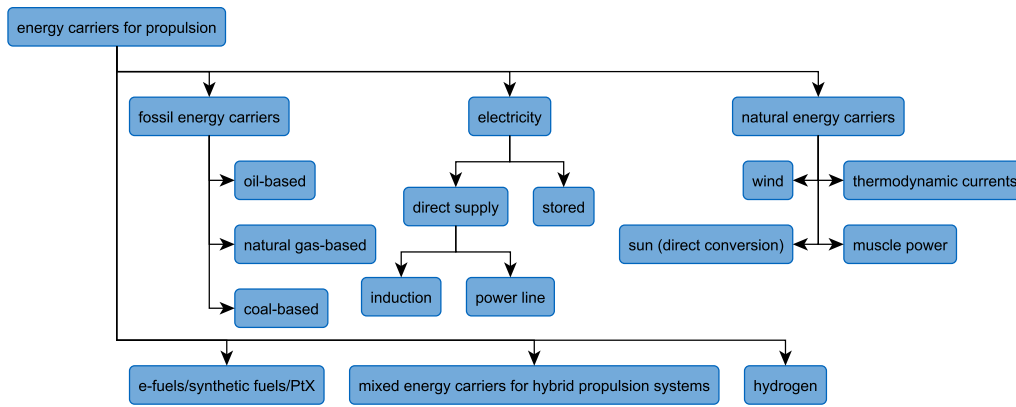 energy carriers for propulsion
fossil energy carriers
electricity
natural energy carriers
oil-based
wind
thermodynamic currents
direct supply
stored
natural gas-based
sun (direct conversion)
muscle power
induction
power line
coal-based
e-fuels/synthetic fuels/PtX
mixed energy carriers for hybrid propulsion systems
hydrogen